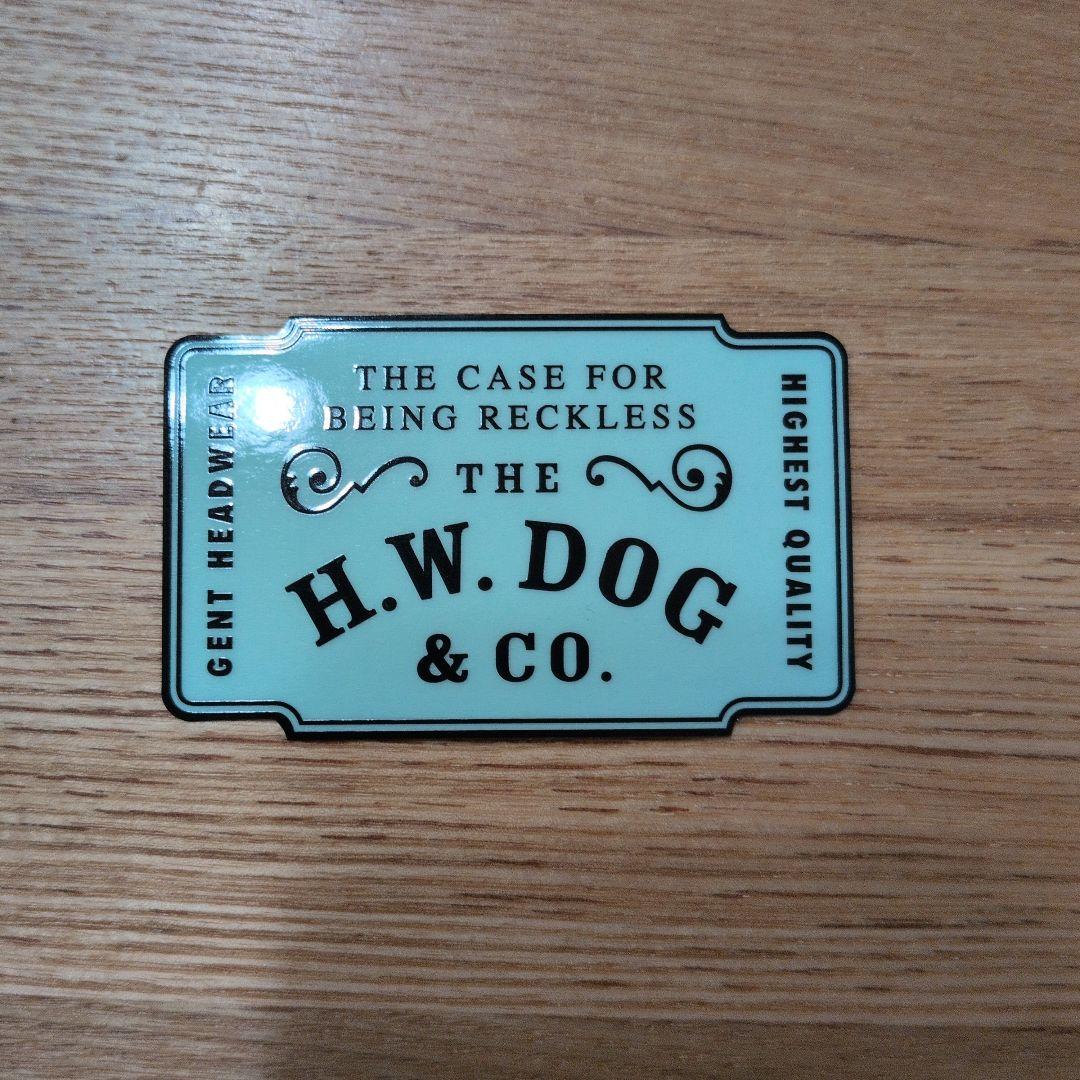 THE CASE FOR
BEING RECKLESS
THE
H.W. DOG
& CO.
GENT HEADWEAR
HIGHEST QUALITY